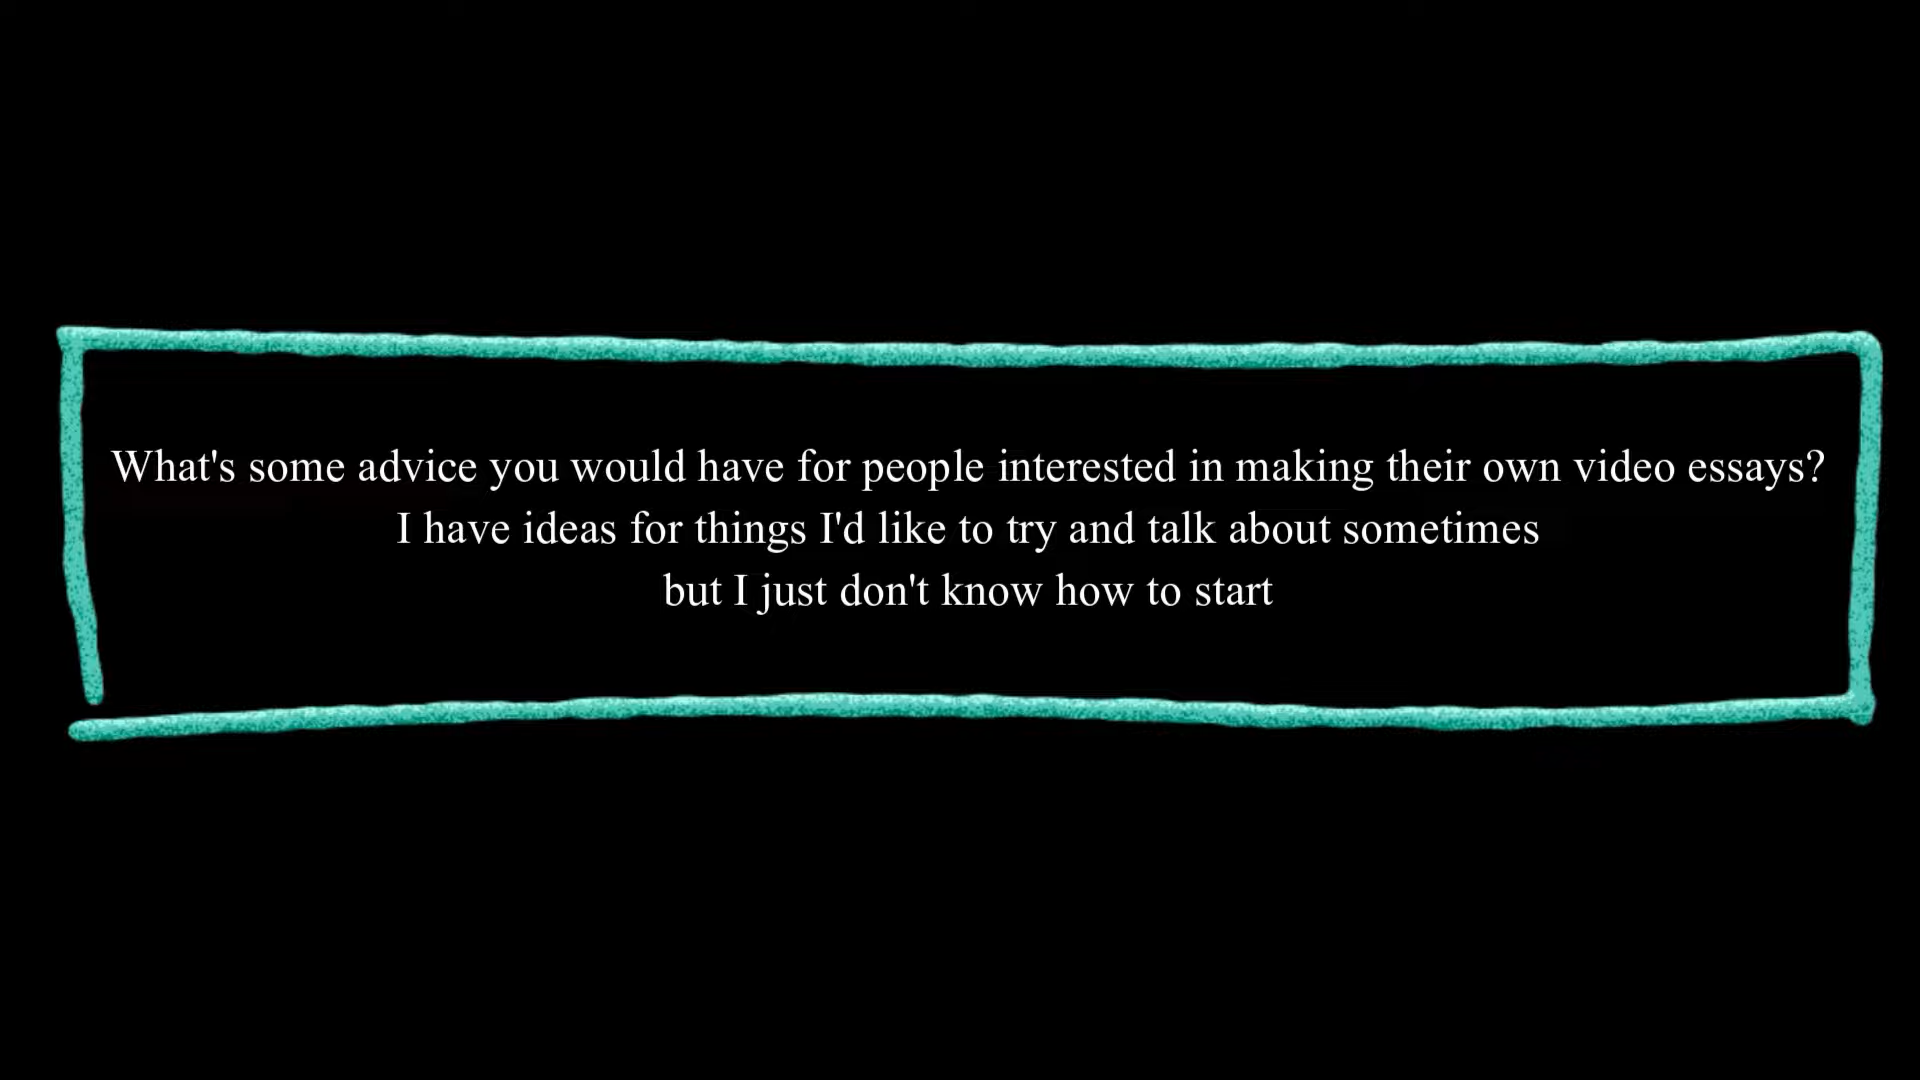 What's some advice you would have for people interested in making their own video essays?
I have ideas for things I'd like to try and talk about sometimes
but I just don't know how to start